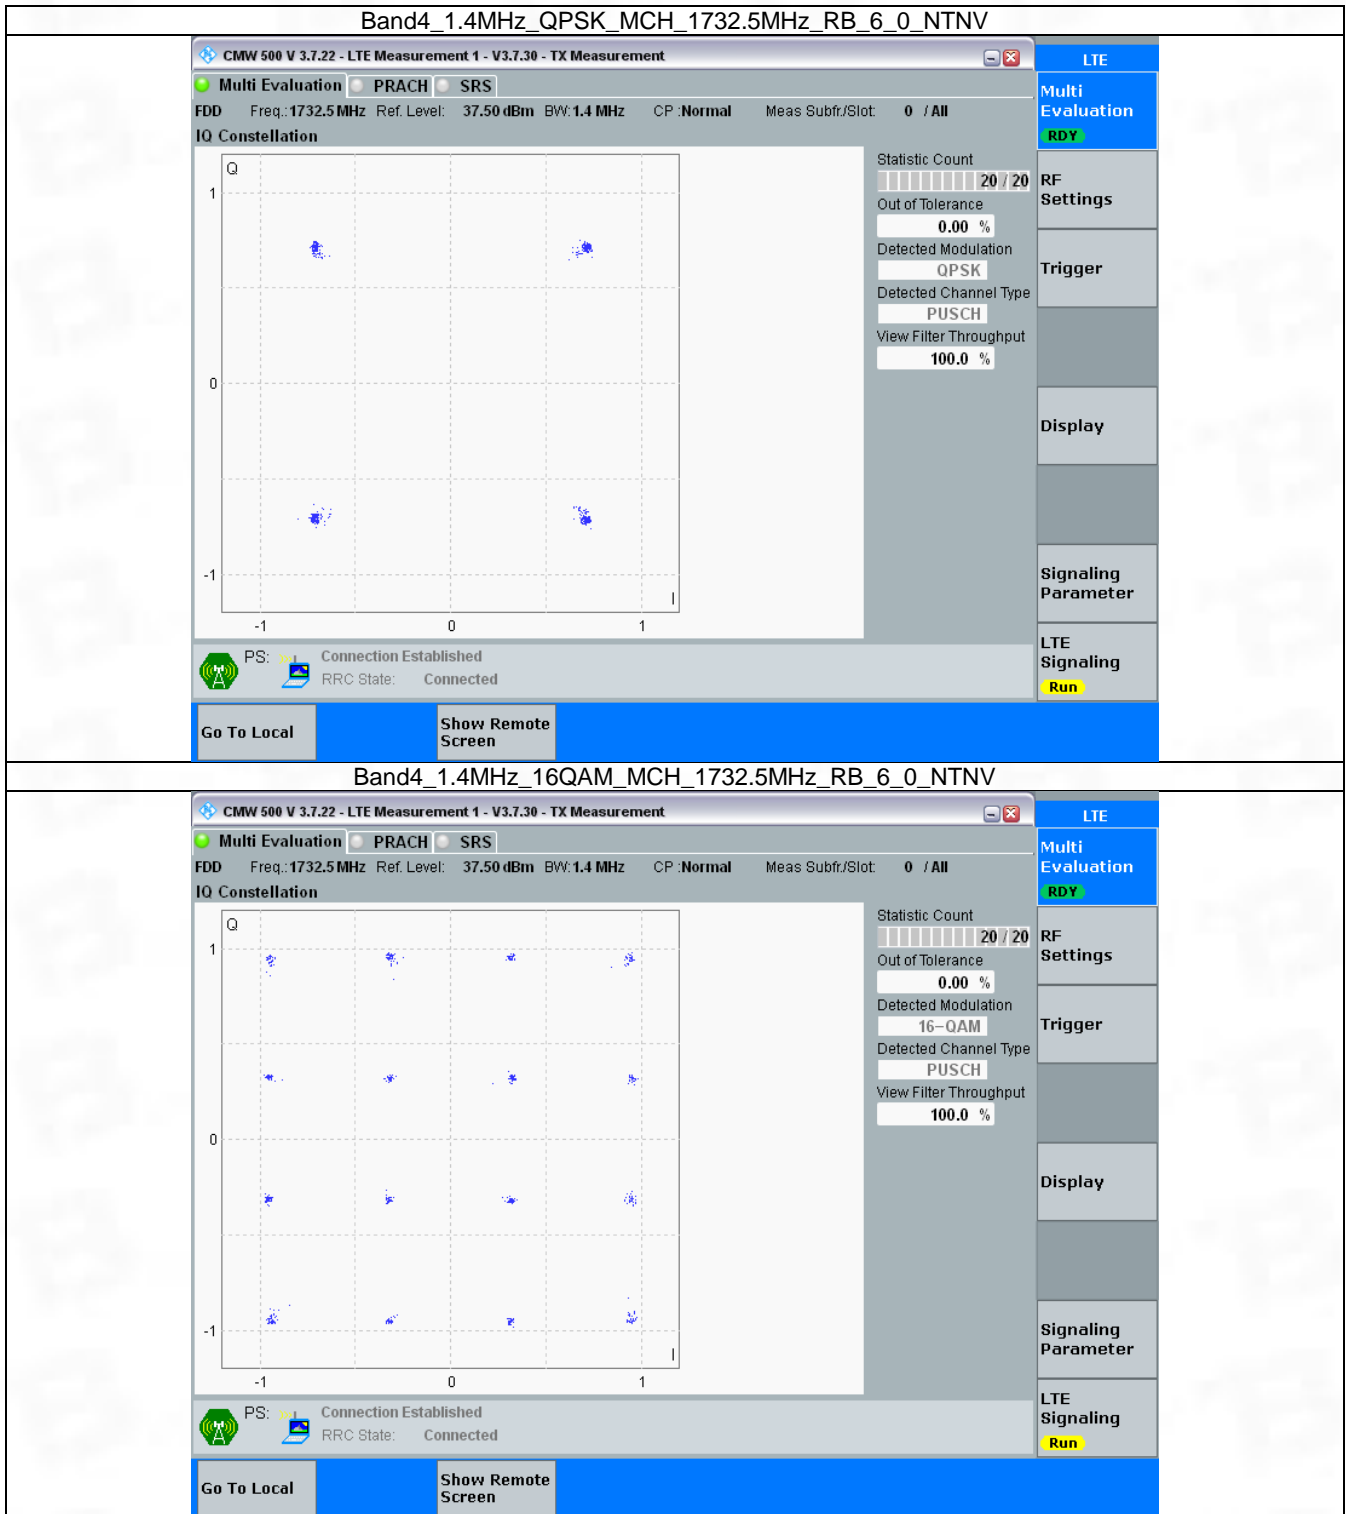 Band4_1.4MHz_QPSK_MCH_1732.5MHz_RB_6_0_NTNV
CMW 500 V 3.7.22 - LTE Measurement 1 - V3.7.30 - TX Measurement
LTE
Multi Evaluation PRACH SRS
Multi
Evaluation
RDY
FDD Freq.: 1732.5 MHz Ref. Level: 37.50 dBm BW: 1.4 MHz CP : Normal Meas Subfr./Slot: 0 / All
IQ Constellation
Q
1
0
-1
I
-1 0 1
Statistic Count
20 / 20
Out of Tolerance
0.00 %
Detected Modulation
QPSK
Detected Channel Type
PUSCH
View Filter Throughput
100.0 %
RF
Settings
Trigger
Display
Signaling
Parameter
LTE
Signaling
Run
PS: Connection Established
RRC State: Connected
Go To Local
Show Remote
Screen
Band4_1.4MHz_16QAM_MCH_1732.5MHz_RB_6_0_NTNV
CMW 500 V 3.7.22 - LTE Measurement 1 - V3.7.30 - TX Measurement
LTE
Multi Evaluation PRACH SRS
Multi
Evaluation
RDY
FDD Freq.: 1732.5 MHz Ref. Level: 37.50 dBm BW: 1.4 MHz CP : Normal Meas Subfr./Slot: 0 / All
IQ Constellation
Q
1
0
-1
I
-1 0 1
Statistic Count
20 / 20
Out of Tolerance
0.00 %
Detected Modulation
16-QAM
Detected Channel Type
PUSCH
View Filter Throughput
100.0 %
RF
Settings
Trigger
Display
Signaling
Parameter
LTE
Signaling
Run
PS: Connection Established
RRC State: Connected
Go To Local
Show Remote
Screen